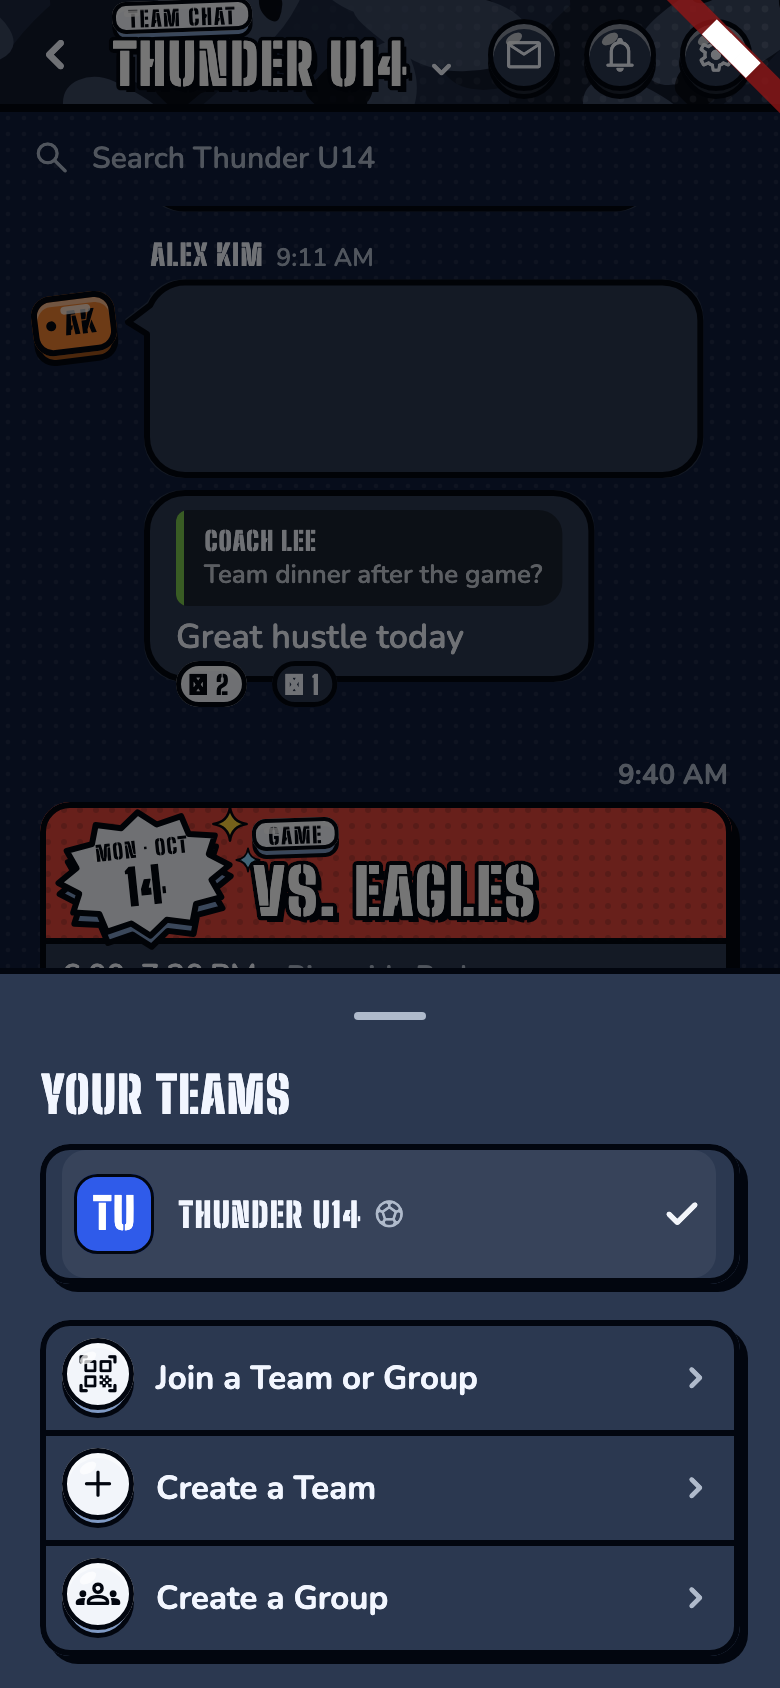 TEAM CHAT
THUNDER U14
Search Thunder U14
ALEX KIM 9:11 AM
AK
COACH LEE
Team dinner after the game?
Great hustle today
2 1
9:40 AM
MON · OCT
14
GAME
VS. EAGLES
YOUR TEAMS
TU THUNDER U14
Join a Team or Group
Create a Team
Create a Group